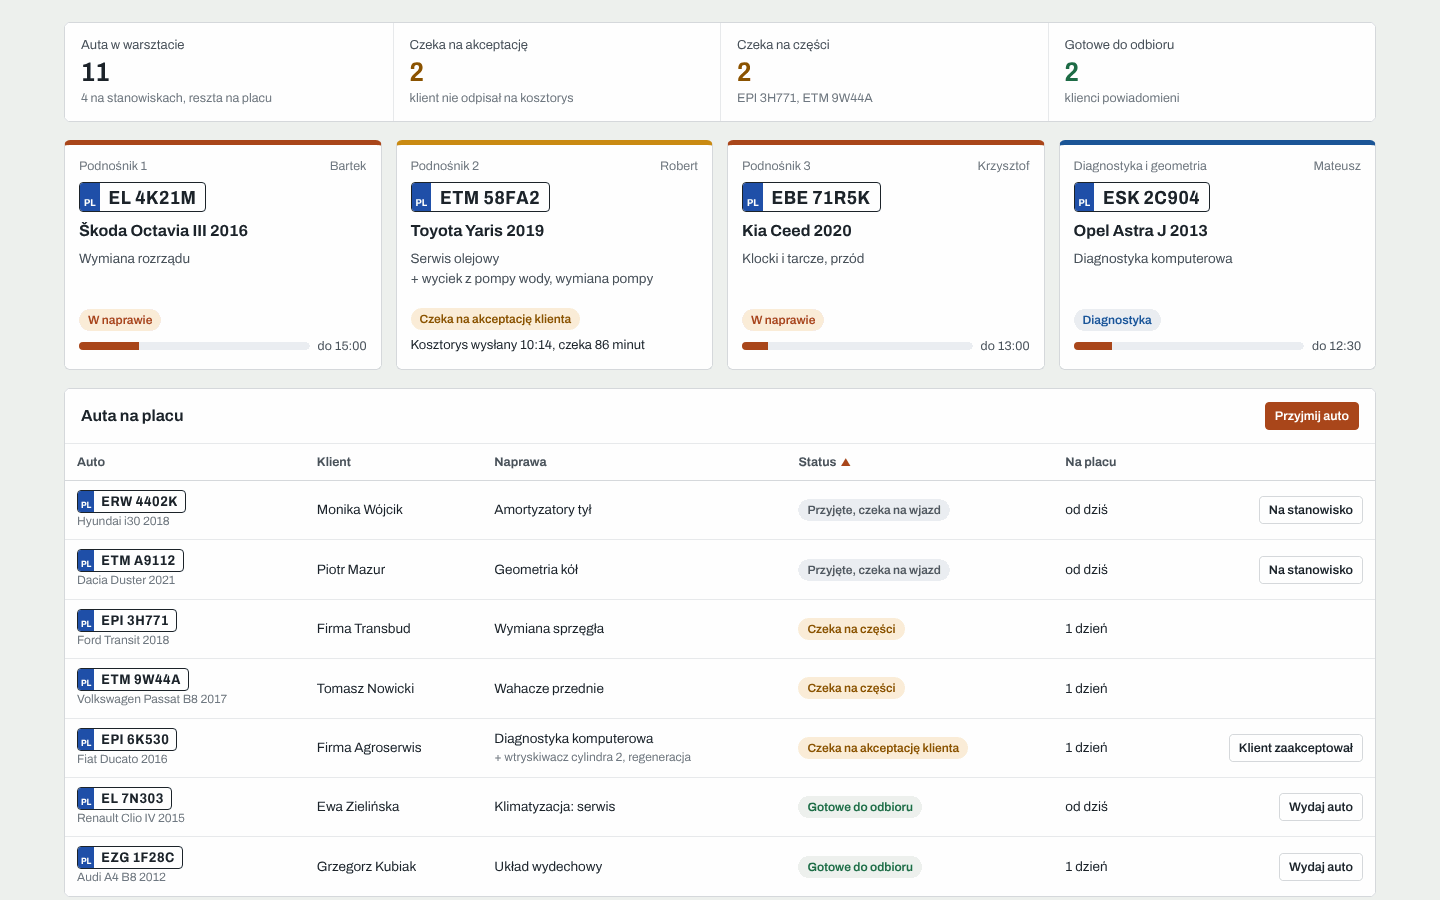 Auta w warsztacie
11
4 na stanowiskach, reszta na placu
Czeka na akceptację
2
klient nie odpisał na kosztorys
Czeka na części
2
EPI 3H771, ETM 9W44A
Gotowe do odbioru
2
klienci powiadomieni
Podnośnik 1 Bartek
PL EL 4K21M
Škoda Octavia III 2016
Wymiana rozrządu
W naprawie
do 15:00
Podnośnik 2 Robert
PL ETM 58FA2
Toyota Yaris 2019
Serwis olejowy
+ wyciek z pompy wody, wymiana pompy
Czeka na akceptację klienta
Kosztorys wysłany 10:14, czeka 86 minut
Podnośnik 3 Krzysztof
PL EBE 71R5K
Kia Ceed 2020
Klocki i tarcze, przód
W naprawie
do 13:00
Diagnostyka i geometria Mateusz
PL ESK 2C904
Opel Astra J 2013
Diagnostyka komputerowa
Diagnostyka
do 12:30
Auta na placu Przyjmij auto
Auto Klient Naprawa Status ▲ Na placu
PL ERW 4402K
Hyundai i30 2018
Monika Wójcik Amortyzatory tył Przyjęte, czeka na wjazd od dziś Na stanowisko
PL ETM A9112
Dacia Duster 2021
Piotr Mazur Geometria kół Przyjęte, czeka na wjazd od dziś Na stanowisko
PL EPI 3H771
Ford Transit 2018
Firma Transbud Wymiana sprzęgła Czeka na części 1 dzień
PL ETM 9W44A
Volkswagen Passat B8 2017
Tomasz Nowicki Wahacze przednie Czeka na części 1 dzień
PL EPI 6K530
Fiat Ducato 2016
Firma Agroserwis Diagnostyka komputerowa
+ wtryskiwacz cylindra 2, regeneracja
Czeka na akceptację klienta 1 dzień Klient zaakceptował
PL EL 7N303
Renault Clio IV 2015
Ewa Zielińska Klimatyzacja: serwis Gotowe do odbioru od dziś Wydaj auto
PL EZG 1F28C
Audi A4 B8 2012
Grzegorz Kubiak Układ wydechowy Gotowe do odbioru 1 dzień Wydaj auto